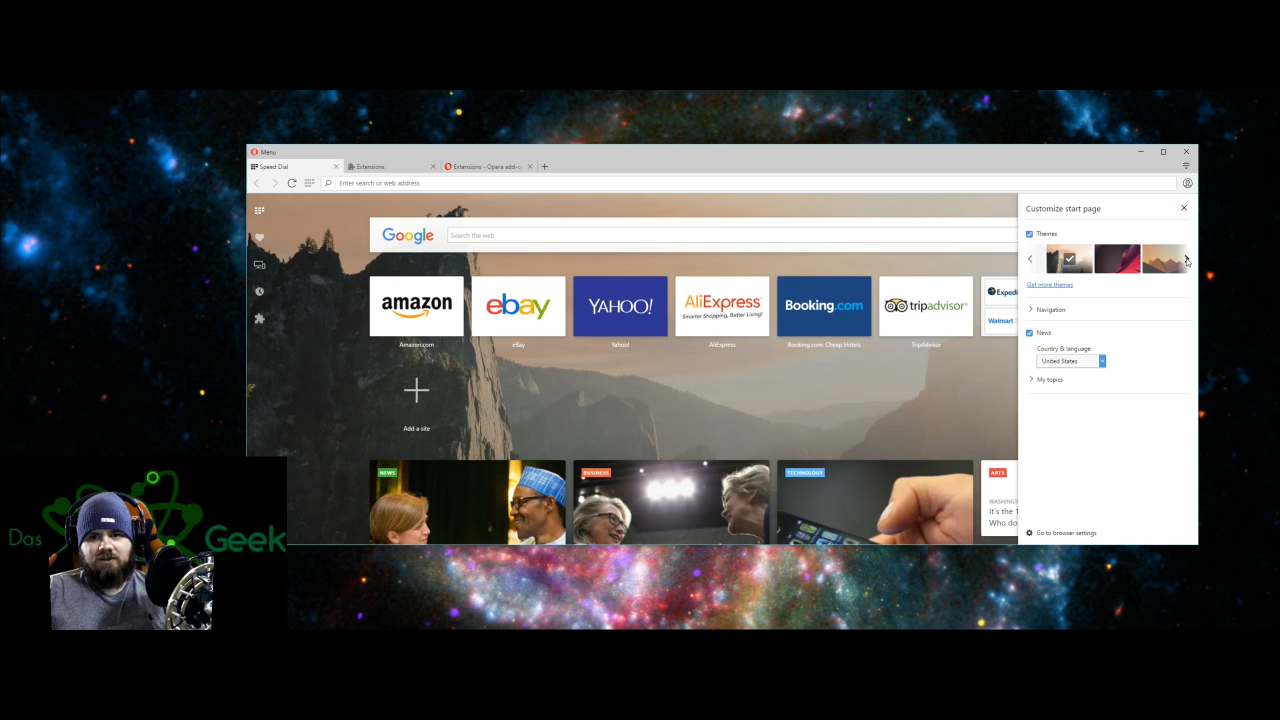 Menu
Speed Dial
Extensions
Extensions - Opera add-o
Enter search or web address
Customize start page
Themes
Get more themes
Navigation
News
Country & language
United States
My topics
Go to browser settings
Google
Search the web
amazon
ebay
YAHOO!
AliExpress
Smarter Shopping, Better Living!
Booking.com
tripadvisor
Expedi
Walmart
Amazon.com
eBay
Yahoo!
AliExpress
Booking.com: Cheap Hotels
TripAdvisor
Add a site
NEWS
BUSINESS
TECHNOLOGY
ARTS
WASHING
It's the 1
Who do
Das
Geek